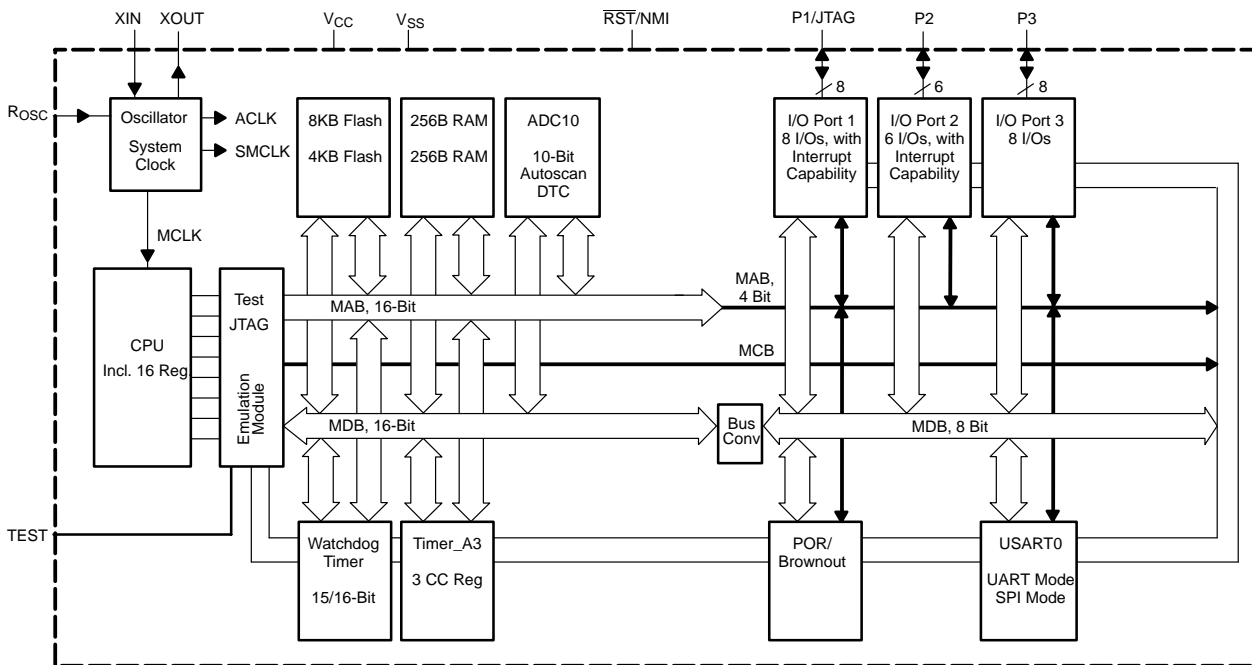 XIN
XOUT
VCC
VSS
RST/NMI
P1/JTAG
P2
P3
8
6
8
ROSC
Oscillator
System
Clock
ACLK
SMCLK
8KB Flash
4KB Flash
256B RAM
256B RAM
ADC10
10-Bit
Autoscan
DTC
I/O Port 1
8 I/Os, with
Interrupt
Capability
I/O Port 2
6 I/Os, with
Interrupt
Capability
I/O Port 3
8 I/Os
MCLK
CPU
Incl. 16 Reg.
Test
JTAG
Emulation
Module
MAB, 16-Bit
MAB,
4 Bit
MCB
MDB, 16-Bit
Bus
Conv
MDB, 8 Bit
TEST
Watchdog
Timer
15/16-Bit
Timer_A3
3 CC Reg
POR/
Brownout
USART0
UART Mode
SPI Mode